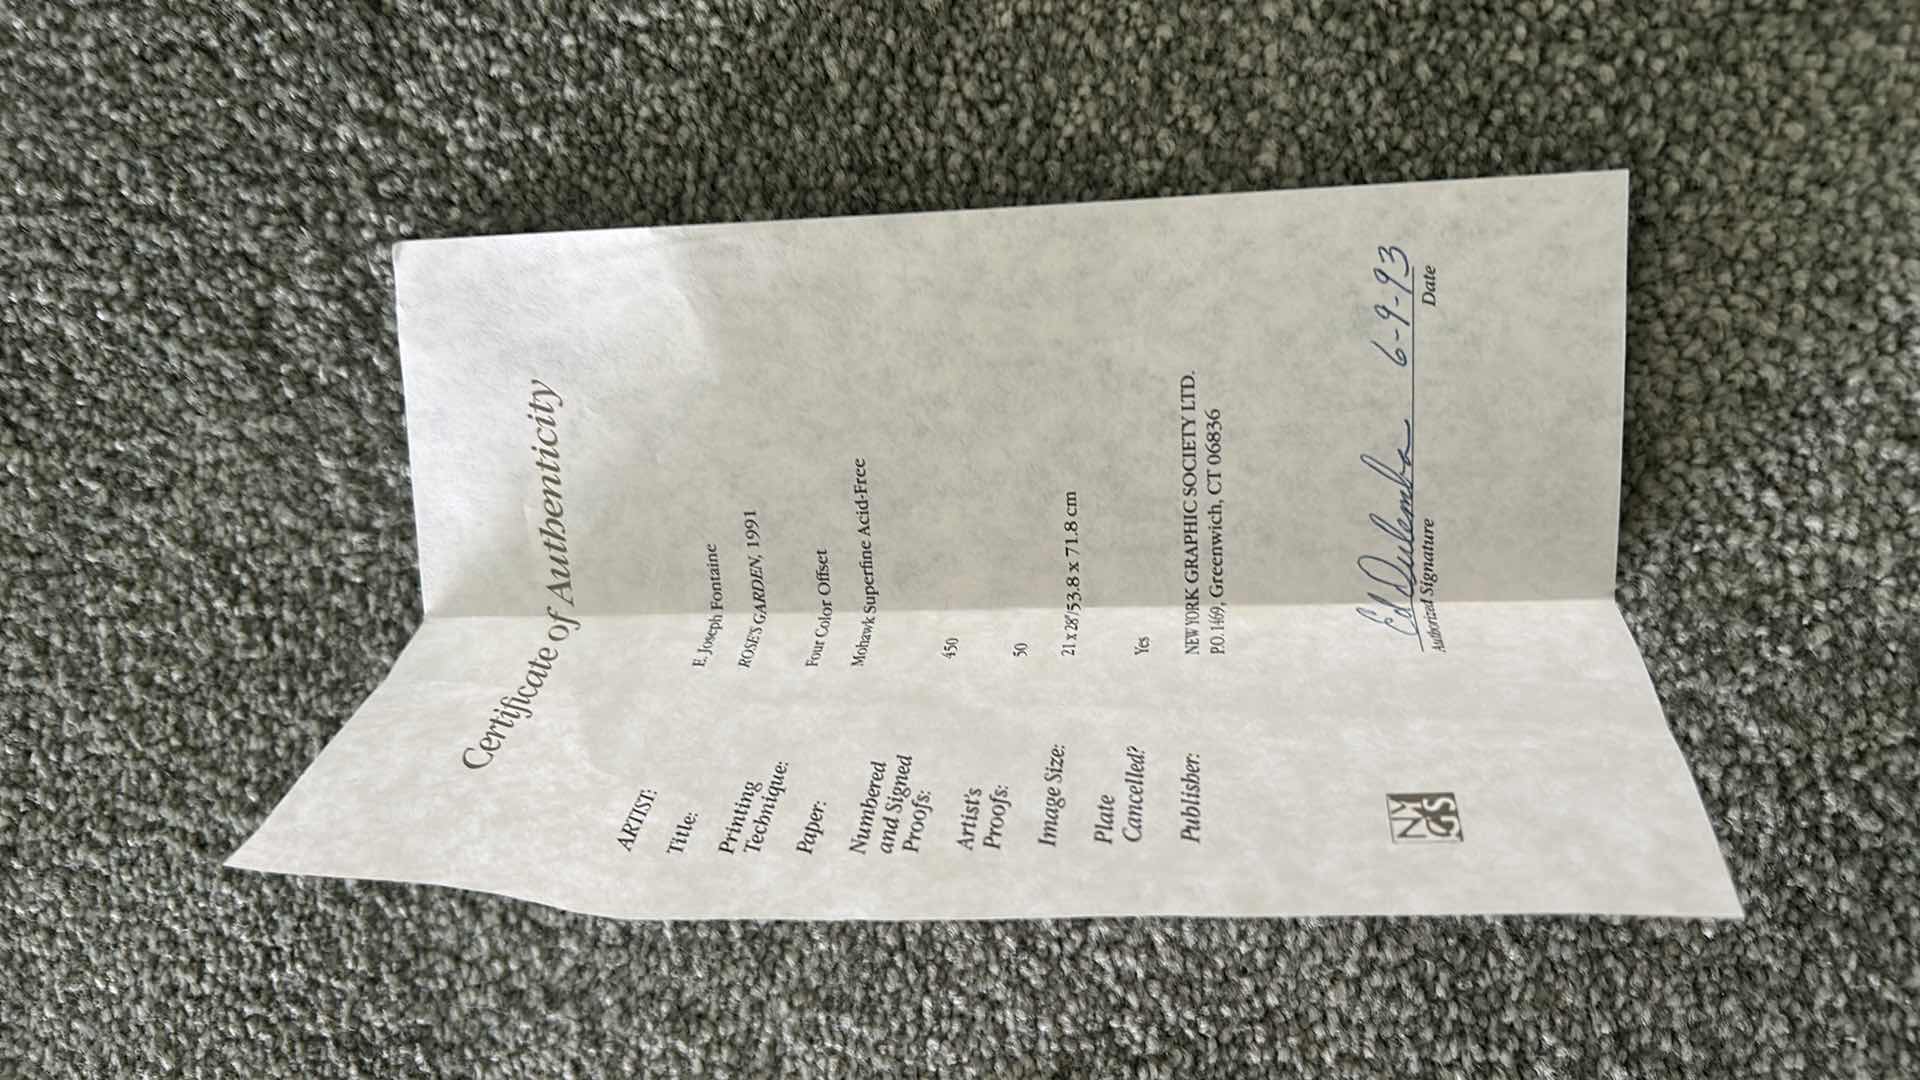 Certificate of Authenticity
ARTIST: E. Joseph Fontaine
Title: ROSE'S GARDEN, 1991
Printing
Technique: Four Color Offset
Paper: Mohawk Superfine Acid-Free
Numbered
and Signed
Proofs: 450
Artist's
Proofs: 50
Image Size: 21 x 28"/53.8 x 71.8 cm
Plate
Cancelled? Yes
Publisher: NEW YORK GRAPHIC SOCIETY LTD.
P.O. 1469, Greenwich, CT 06836
NY
GS
Ed Dulemba 6-9-93
Authorized Signature Date